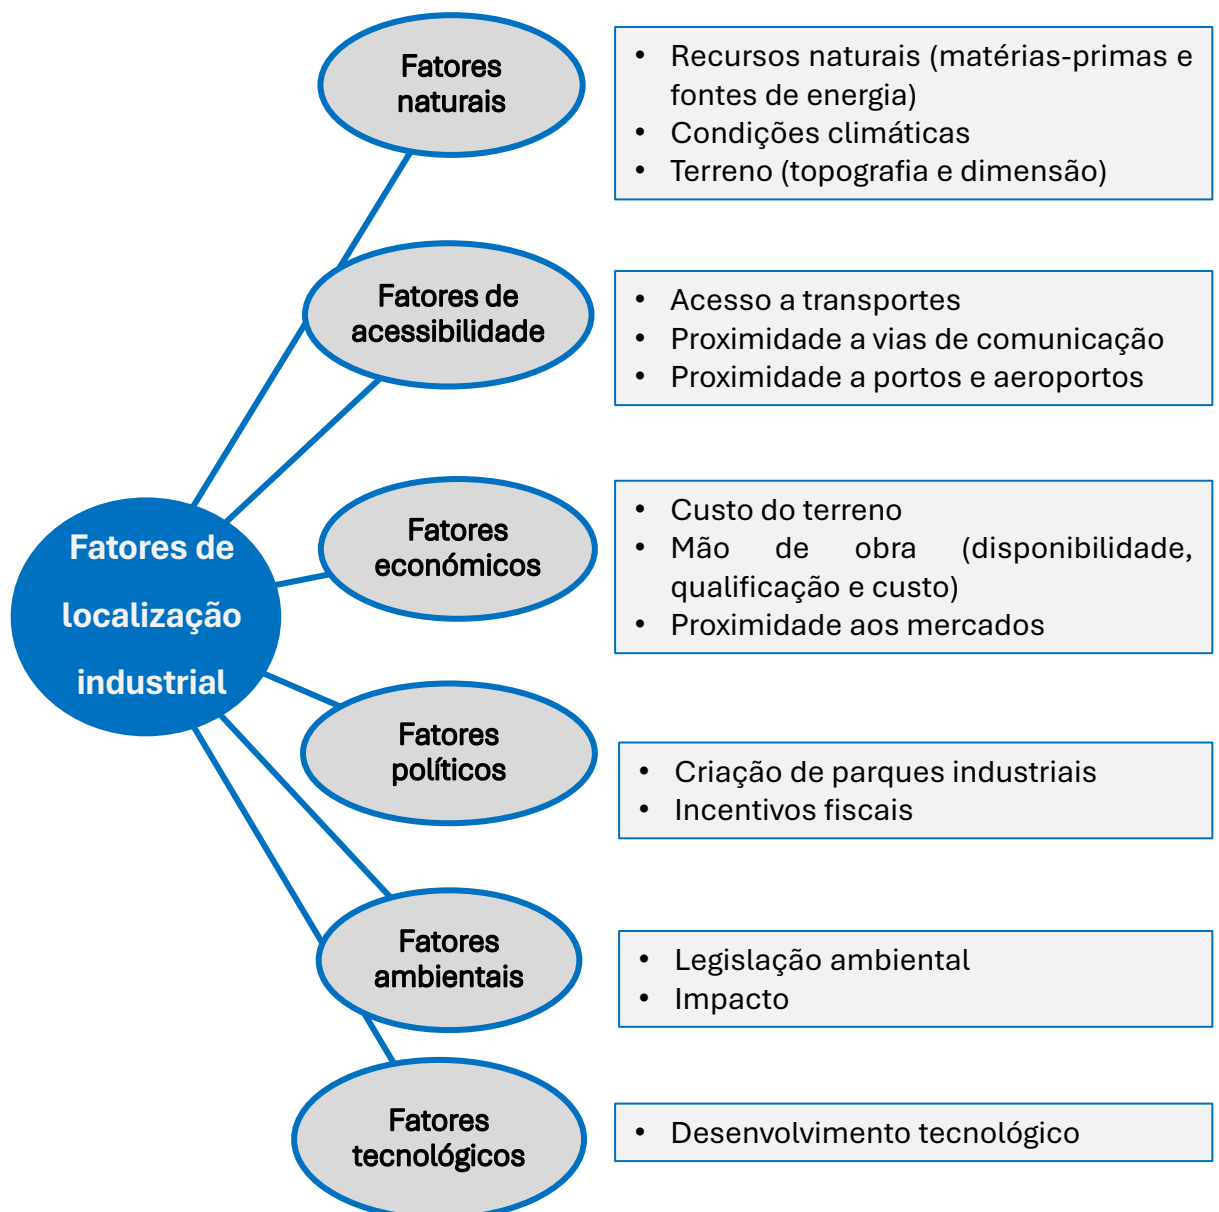 Fatores
naturais
• Recursos naturais (matérias-primas e
fontes de energia)
• Condições climáticas
• Terreno (topografia e dimensão)
Fatores de
acessibilidade
• Acesso a transportes
• Proximidade a vias de comunicação
• Proximidade a portos e aeroportos
Fatores de
localização
industrial
Fatores
económicos
• Custo do terreno
• Mão de obra (disponibilidade,
qualificação e custo)
• Proximidade aos mercados
Fatores
políticos
• Criação de parques industriais
• Incentivos fiscais
Fatores
ambientais
• Legislação ambiental
• Impacto
Fatores
tecnológicos
• Desenvolvimento tecnológico